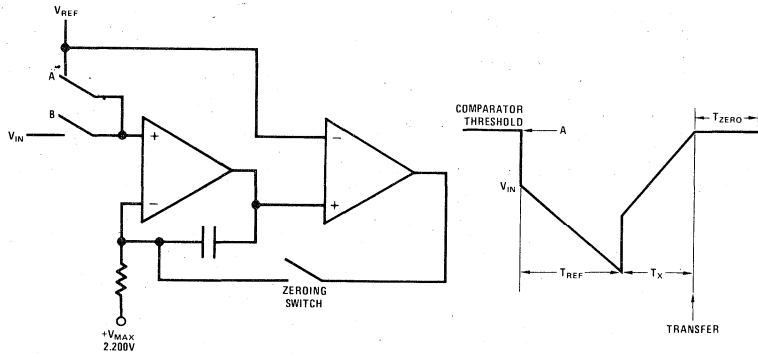 VREF
A
B
VIN
+
−
−
+
ZEROING
SWITCH
+VMAX
2.200V
COMPARATOR
THRESHOLD
A
TZERO
VIN
TREF
TX
TRANSFER